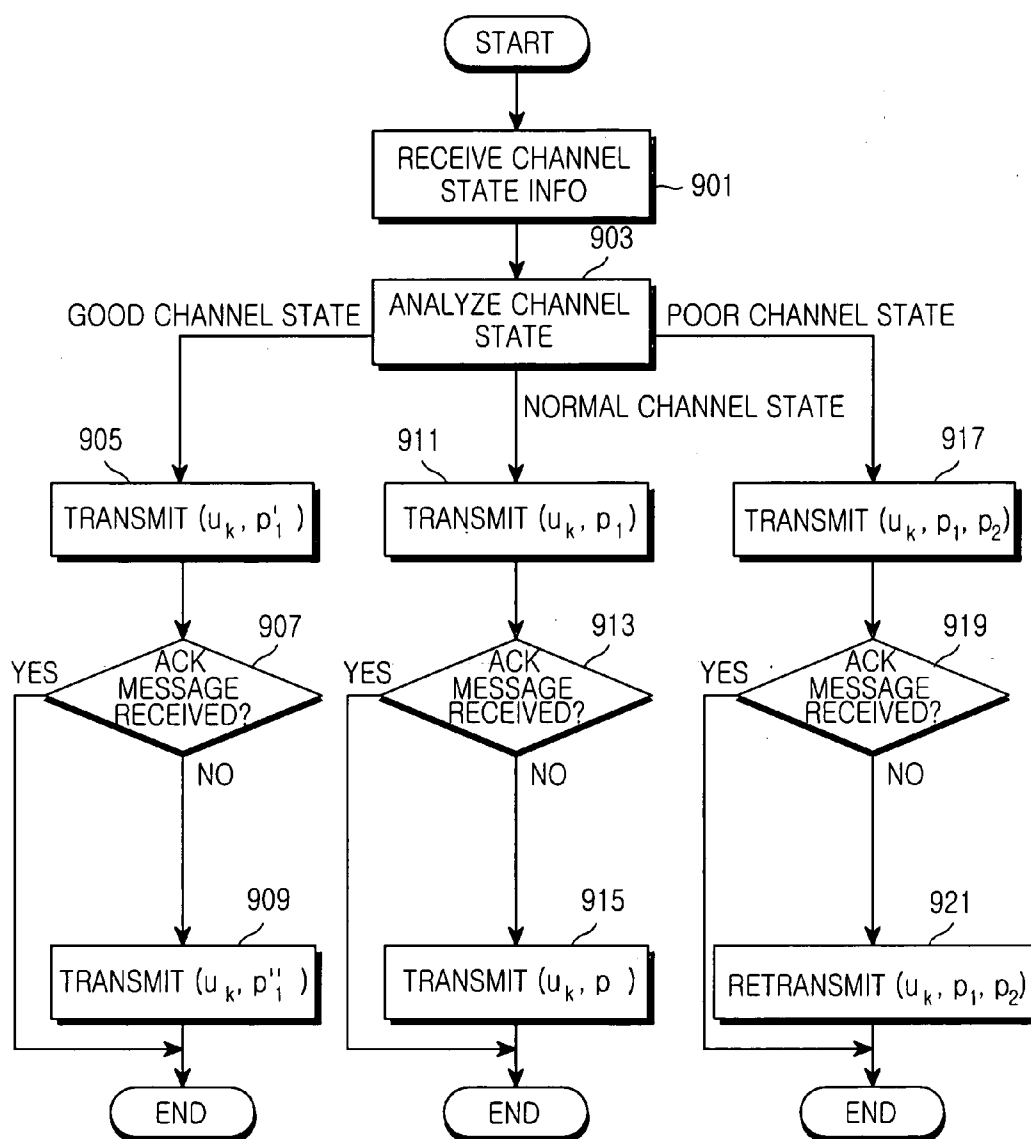 START
RECEIVE CHANNEL
STATE INFO
901
903
ANALYZE CHANNEL
STATE
GOOD CHANNEL STATE
POOR CHANNEL STATE
NORMAL CHANNEL STATE
905
TRANSMIT (u_k, p'_1)
911
TRANSMIT (u_k, p_1)
917
TRANSMIT (u_k, p_1, p_2)
907
YES
ACK
MESSAGE
RECEIVED?
NO
913
YES
ACK
MESSAGE
RECEIVED?
NO
919
YES
ACK
MESSAGE
RECEIVED?
NO
909
TRANSMIT (u_k, p''_1)
915
TRANSMIT (u_k, p )
921
RETRANSMIT (u_k, p_1, p_2)
END
END
END